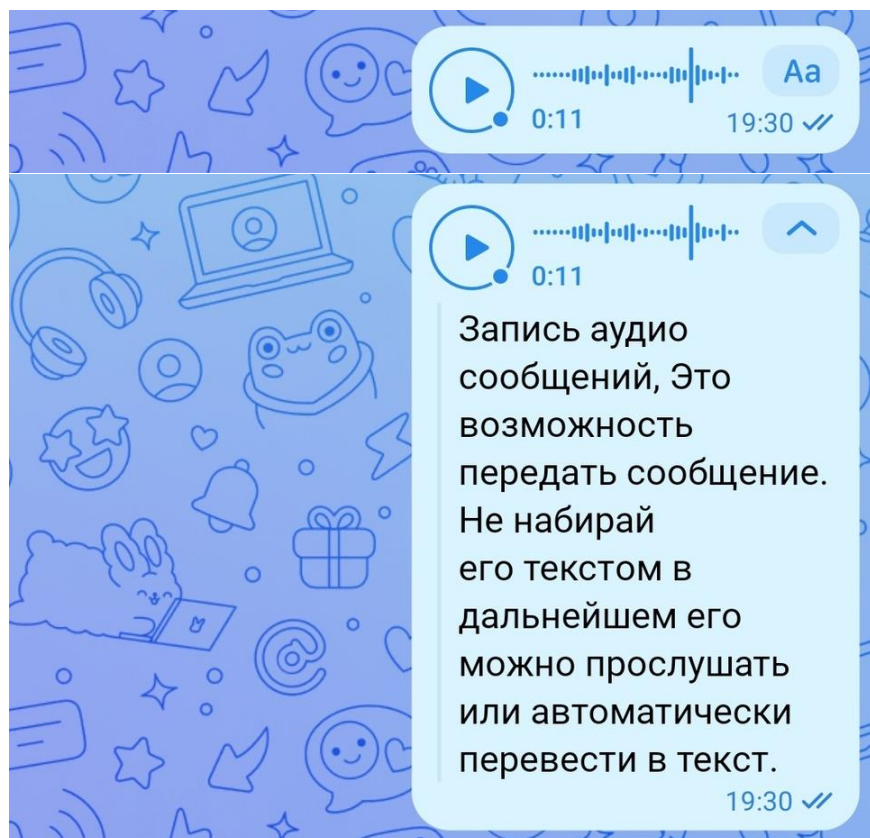 Aa
0:11
19:30
0:11
Запись аудио
сообщений, Это
возможность
передать сообщение.
Не набирай
его текстом в
дальнейшем его
можно прослушать
или автоматически
перевести в текст.
19:30